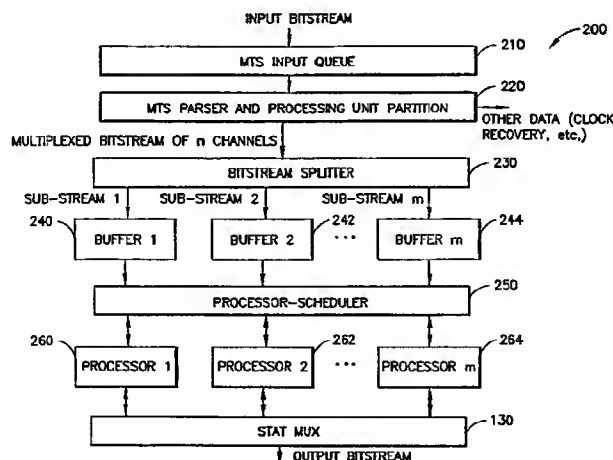 INPUT BITSTREAM
200
210
MTS INPUT QUEUE
220
MTS PARSER AND PROCESSING UNIT PARTITION
OTHER DATA (CLOCK
RECOVERY, etc,)
MULTIPLEXED BITSTREAM OF n CHANNELS
230
BITSTREAM SPLITTER
SUB-STREAM 1
SUB-STREAM 2
SUB-STREAM m
240
242
244
BUFFER 1
BUFFER 2
...
BUFFER m
250
PROCESSOR-SCHEDULER
260
262
264
PROCESSOR 1
PROCESSOR 2
...
PROCESSOR m
130
STAT MUX
OUTPUT BITSTREAM